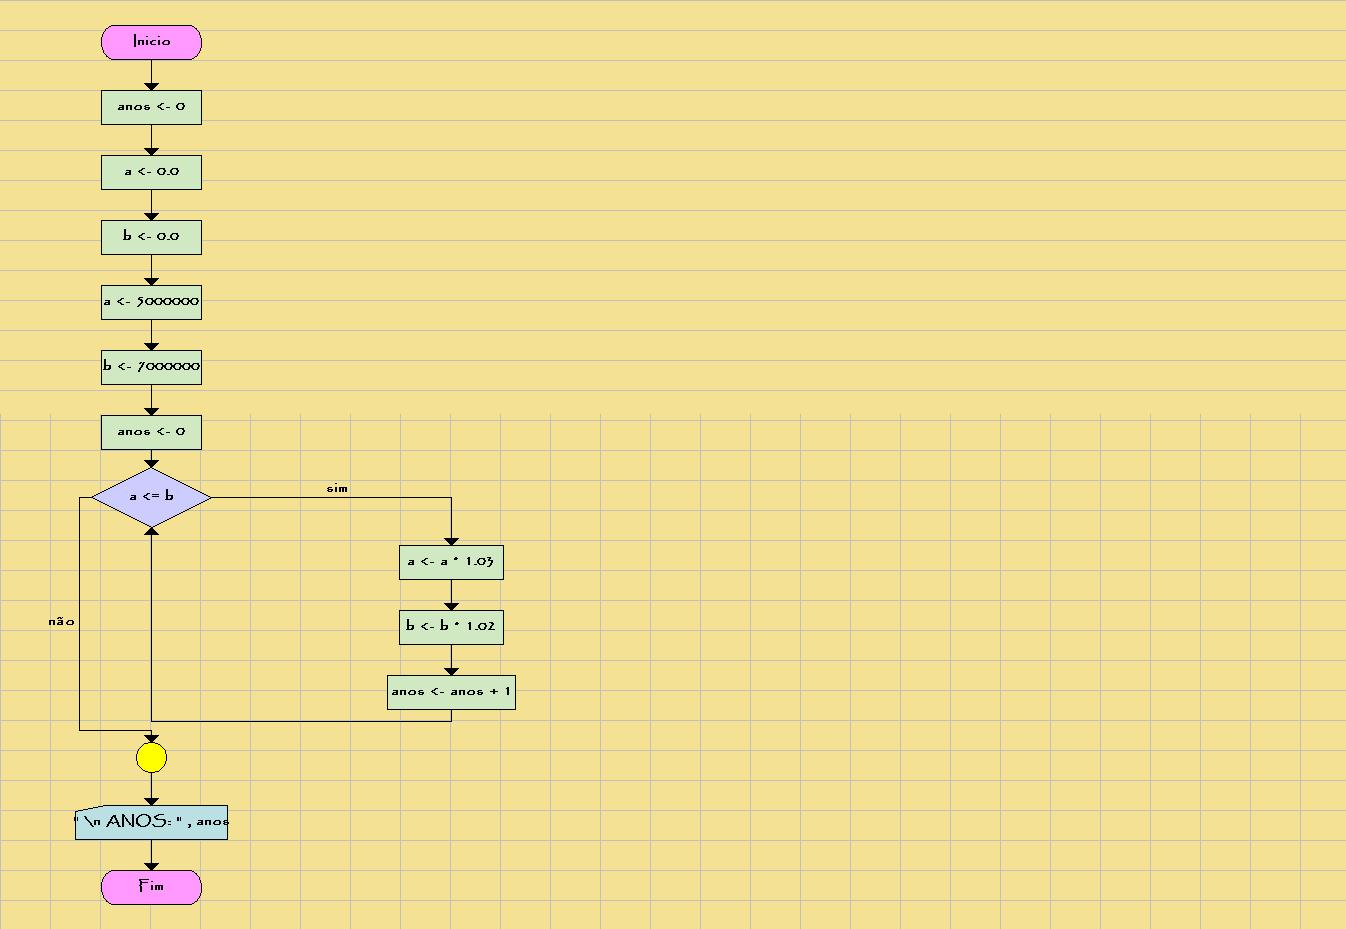 Inicio
anos <- 0
a <- 0.0
b <- 0.0
a <- 5000000
b <- 7000000
anos <- 0
a <= b
sim
a <- a * 1.03
b <- b * 1.02
anos <- anos + 1
não
" \n ANOS: " , anos
Fim